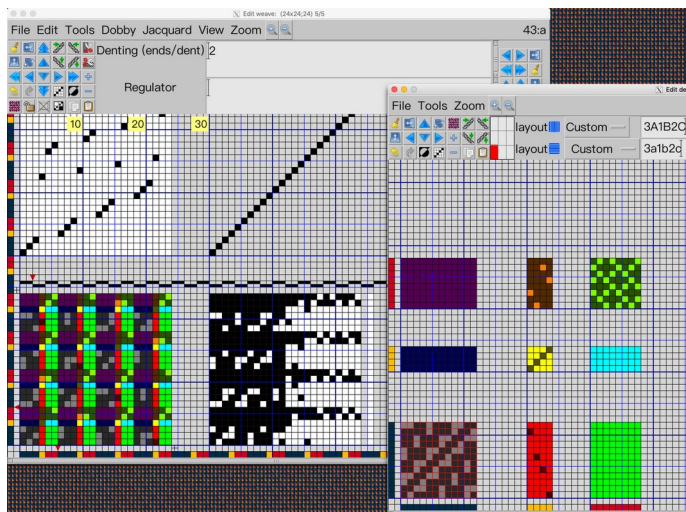 Edit weave: (24x24;24) 5/5
File Edit Tools Dobby Jacquard View Zoom
43:a
Denting (ends/dent) 2
Regulator
10 20 30
Edit de
File Tools Zoom
layout Custom 3A1B2C
layout Custom 3a1b2c